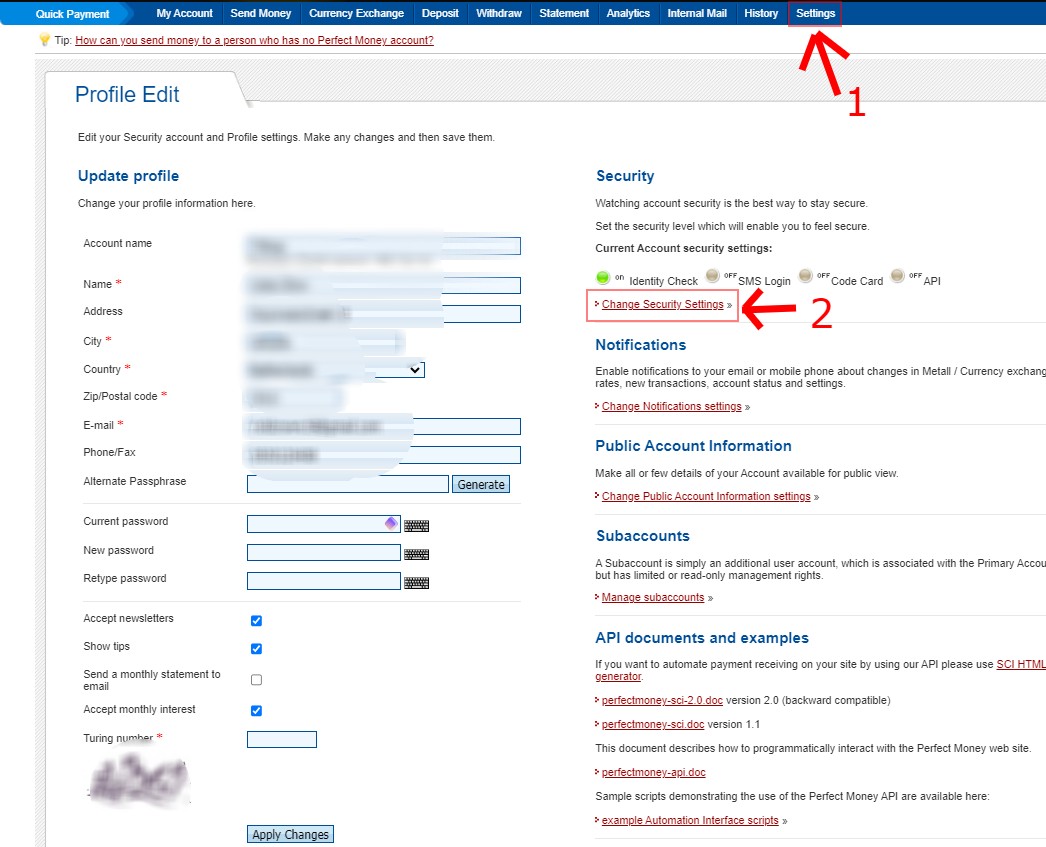 Quick Payment My Account Send Money Currency Exchange Deposit Withdraw Statement Analytics Internal Mail History Settings
Tip: How can you send money to a person who has no Perfect Money account?
1
Profile Edit
Edit your Security account and Profile settings. Make any changes and then save them.
Update profile
Change your profile information here.
Account name
Name *
Address
City *
Country *
Zip/Postal code *
E-mail *
Phone/Fax
Alternate Passphrase
Generate
Current password
New password
Retype password
Accept newsletters
Show tips
Send a monthly statement to
email
Accept monthly interest
Turing number *
Apply Changes
Security
Watching account security is the best way to stay secure.
Set the security level which will enable you to feel secure.
Current Account security settings:
on Identity Check OFF SMS Login OFF Code Card OFF API
Change Security Settings »
2
Notifications
Enable notifications to your email or mobile phone about changes in Metall / Currency exchang
rates, new transactions, account status and settings.
Change Notifications settings »
Public Account Information
Make all or few details of your Account available for public view.
Change Public Account Information settings »
Subaccounts
A Subaccount is simply an additional user account, which is associated with the Primary Accou
but has limited or read-only management rights.
Manage subaccounts »
API documents and examples
If you want to automate payment receiving on your site by using our API please use SCI HTML
generator.
perfectmoney-sci-2.0.doc version 2.0 (backward compatible)
perfectmoney-sci.doc version 1.1
This document describes how to programmatically interact with the Perfect Money web site.
perfectmoney-api.doc
Sample scripts demonstrating the use of the Perfect Money API are available here:
example Automation Interface scripts »